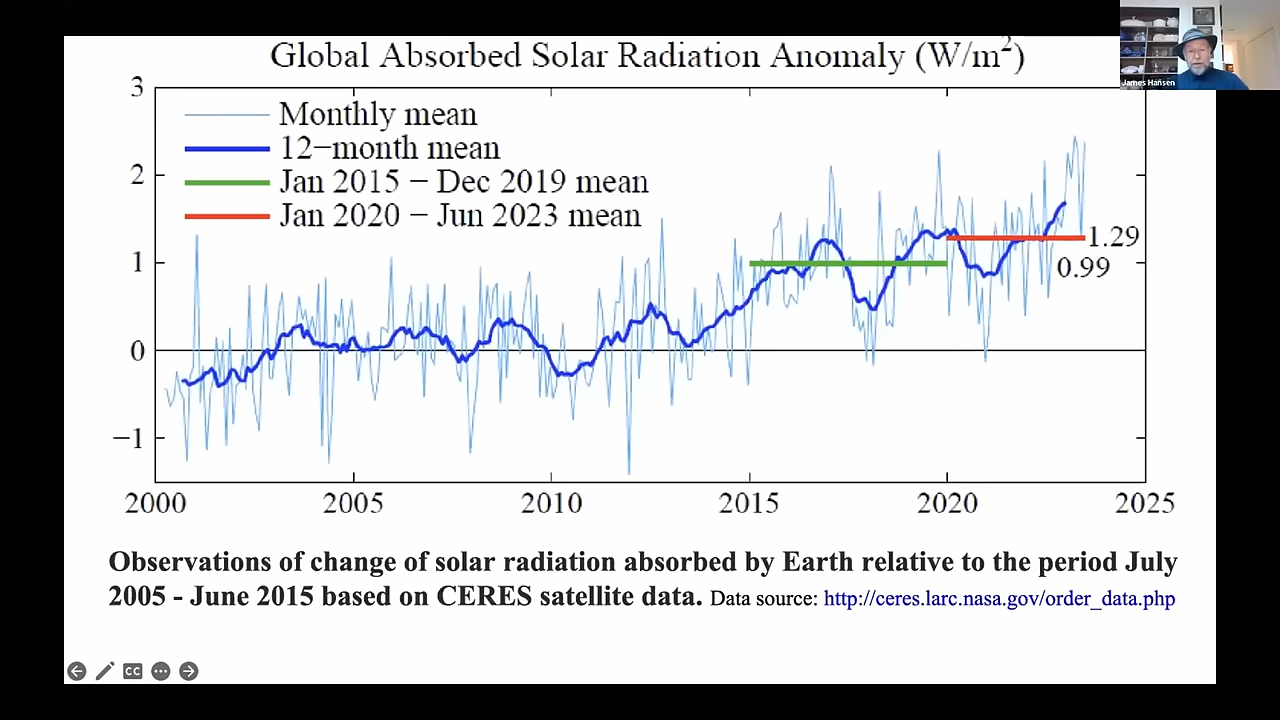 Global Absorbed Solar Radiation Anomaly (W/m²)
James Hansen
3
2
1
0
−1
Monthly mean
12−month mean
Jan 2015 − Dec 2019 mean
Jan 2020 − Jun 2023 mean
1.29
0.99
2000 2005 2010 2015 2020 2025
Observations of change of solar radiation absorbed by Earth relative to the period July
2005 - June 2015 based on CERES satellite data. Data source: http://ceres.larc.nasa.gov/order_data.php
CC